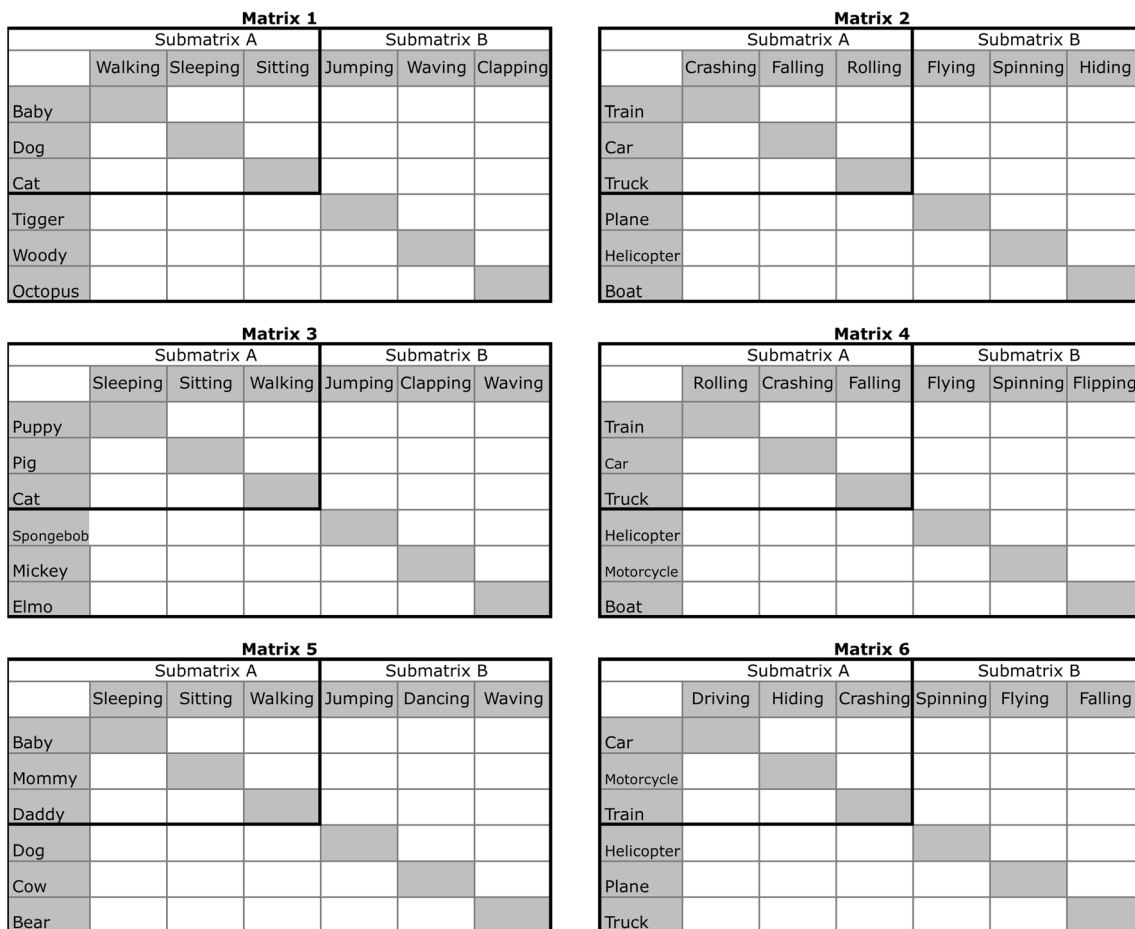 Matrix 1
Submatrix A Submatrix B
Walking Sleeping Sitting Jumping Waving Clapping
Baby
Dog
Cat
Tigger
Woody
Octopus
Matrix 2
Submatrix A Submatrix B
Crashing Falling Rolling Flying Spinning Hiding
Train
Car
Truck
Plane
Helicopter
Boat
Matrix 3
Submatrix A Submatrix B
Sleeping Sitting Walking Jumping Clapping Waving
Puppy
Pig
Cat
Spongebob
Mickey
Elmo
Matrix 4
Submatrix A Submatrix B
Rolling Crashing Falling Flying Spinning Flipping
Train
Car
Truck
Helicopter
Motorcycle
Boat
Matrix 5
Submatrix A Submatrix B
Sleeping Sitting Walking Jumping Dancing Waving
Baby
Mommy
Daddy
Dog
Cow
Bear
Matrix 6
Submatrix A Submatrix B
Driving Hiding Crashing Spinning Flying Falling
Car
Motorcycle
Train
Helicopter
Plane
Truck